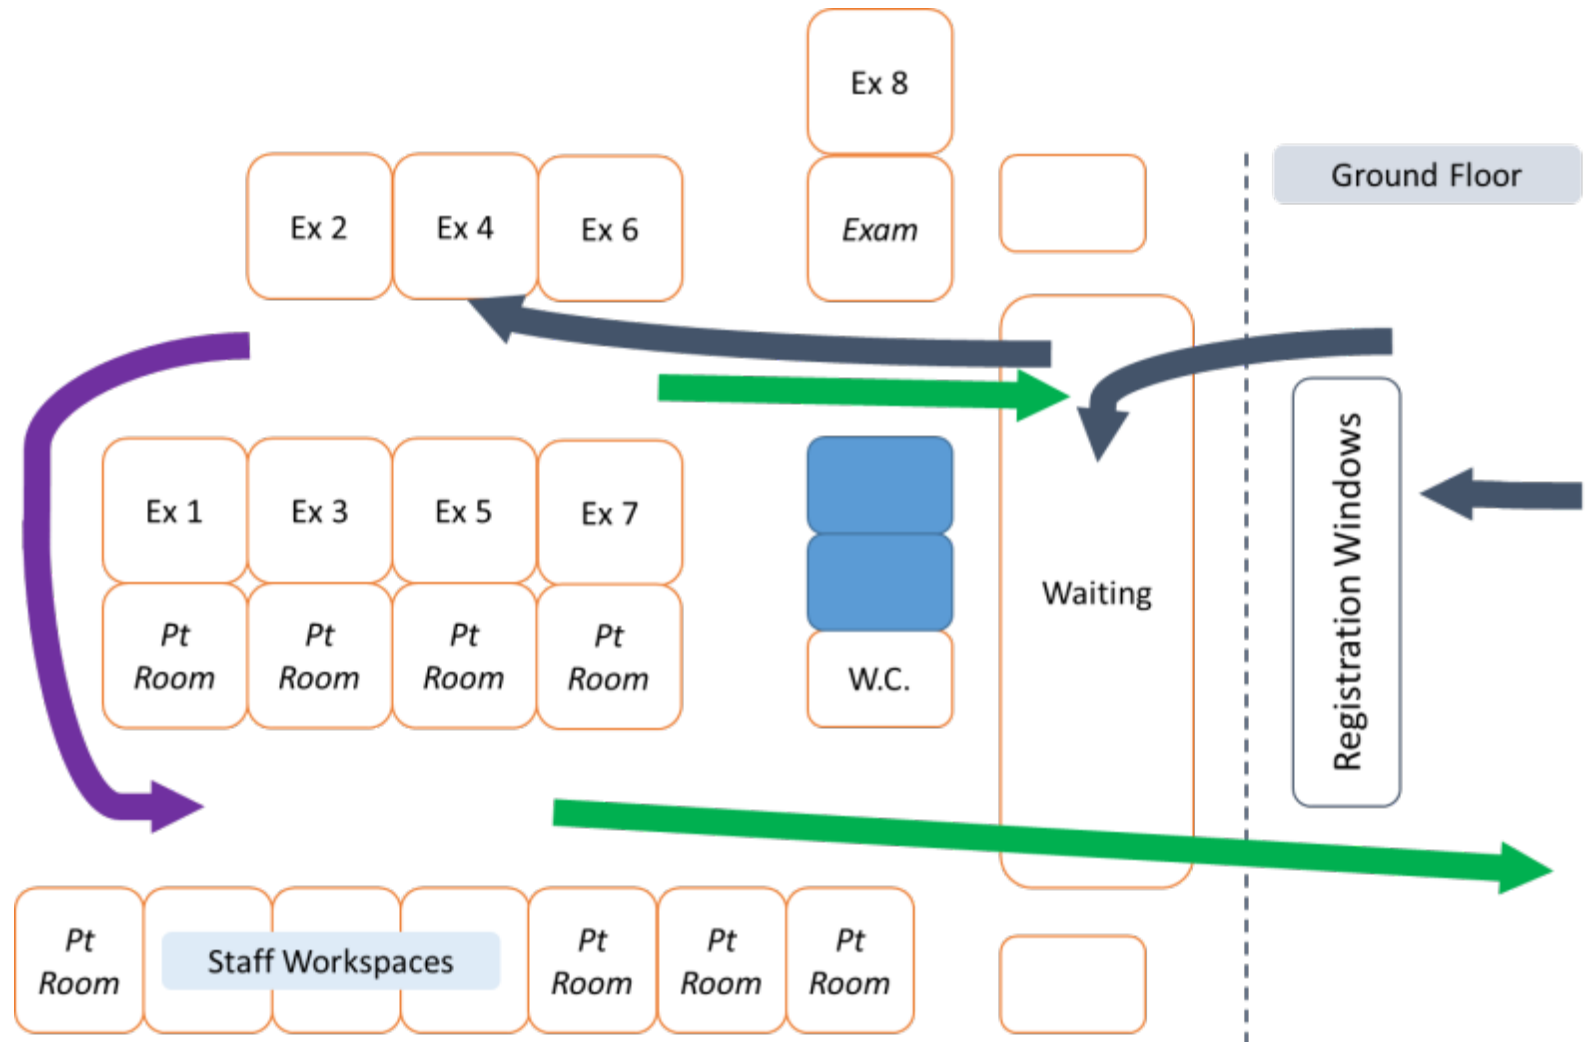 Ex 8
Ground Floor
Ex 2
Ex 4
Ex 6
Exam
Ex 1
Ex 3
Ex 5
Ex 7
Registration Windows
Waiting
Pt
Room
Pt
Room
Pt
Room
Pt
Room
W.C.
Pt
Room
Staff Workspaces
Pt
Room
Pt
Room
Pt
Room